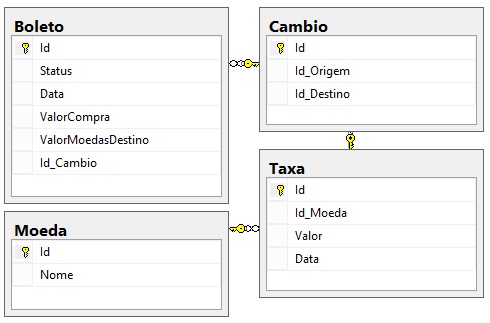 Boleto
Id
Status
Data
ValorCompra
ValorMoedasDestino
Id_Cambio
Cambio
Id
Id_Origem
Id_Destino
Moeda
Id
Nome
Taxa
Id
Id_Moeda
Valor
Data